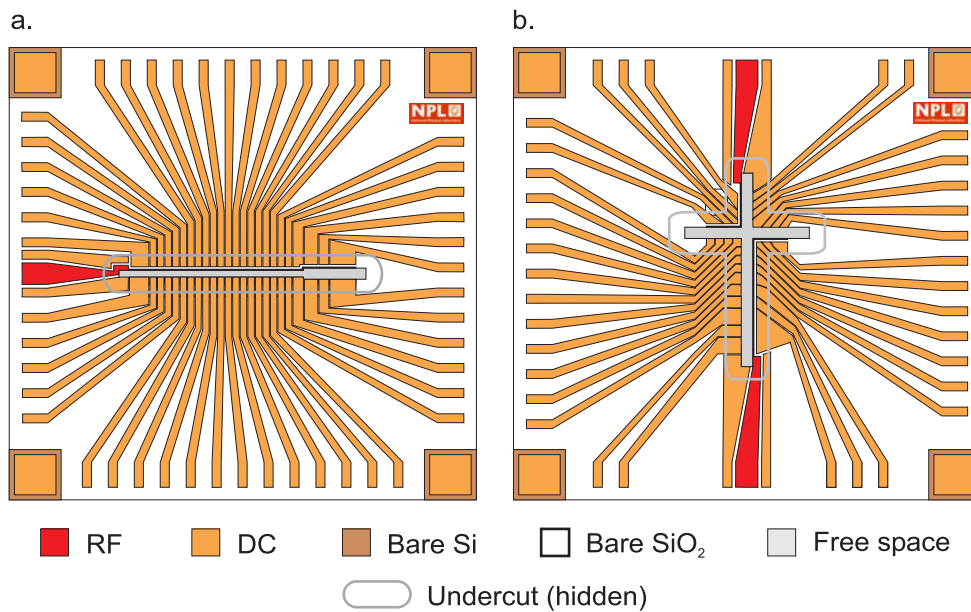 a.
b.
NPL
NPL
RF
DC
Bare Si
Bare SiO₂
Free space
Undercut (hidden)